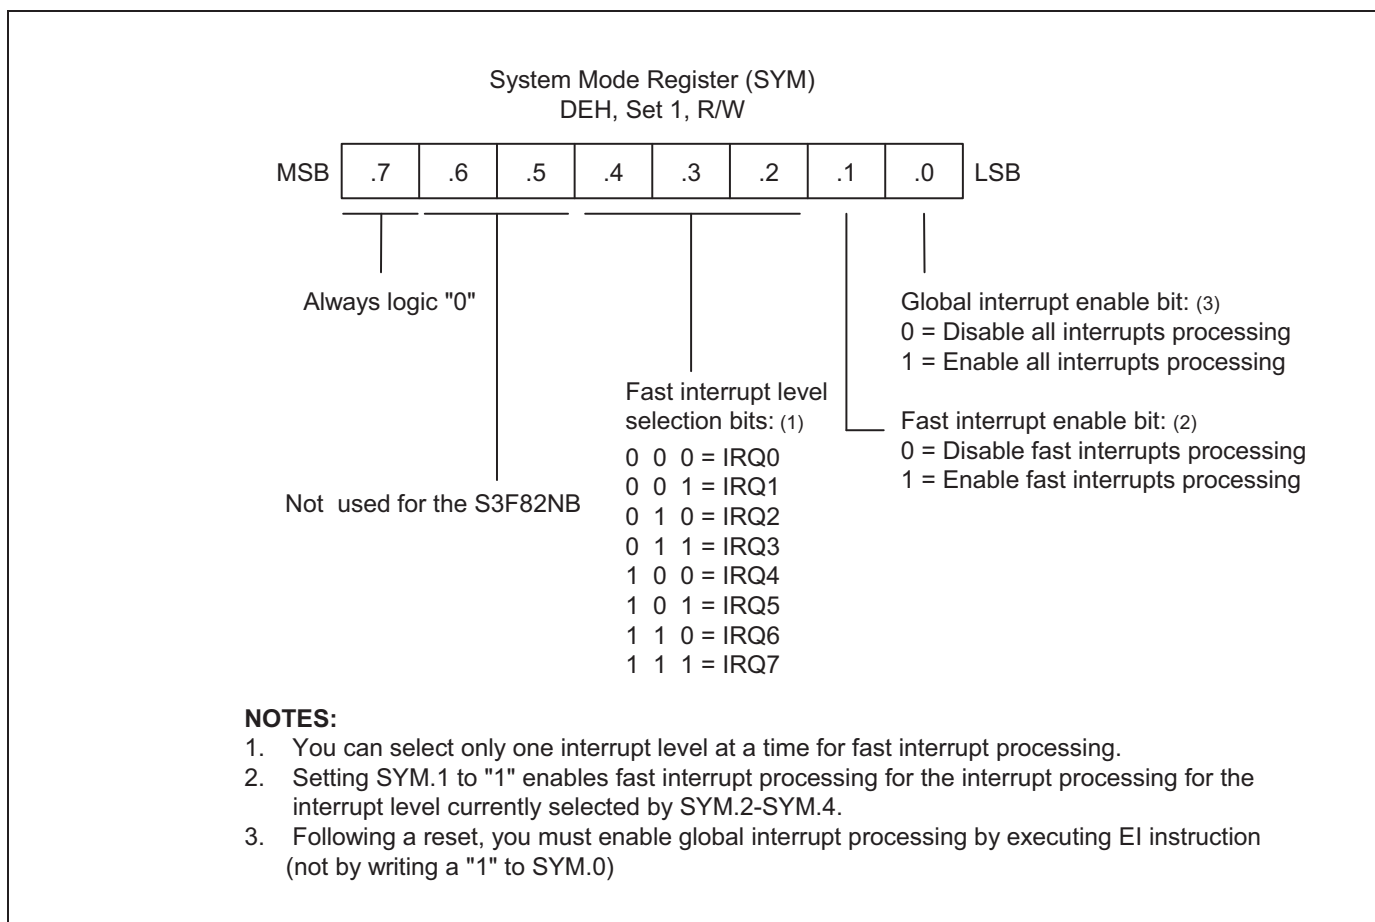 System Mode Register (SYM)
DEH, Set 1, R/W
MSB .7 .6 .5 .4 .3 .2 .1 .0 LSB
Always logic "0"
Global interrupt enable bit: (3)
0 = Disable all interrupts processing
1 = Enable all interrupts processing
Fast interrupt level
selection bits: (1)
0 0 0 = IRQ0
0 0 1 = IRQ1
0 1 0 = IRQ2
0 1 1 = IRQ3
1 0 0 = IRQ4
1 0 1 = IRQ5
1 1 0 = IRQ6
1 1 1 = IRQ7
Fast interrupt enable bit: (2)
0 = Disable fast interrupts processing
1 = Enable fast interrupts processing
Not used for the S3F82NB
NOTES:
1. You can select only one interrupt level at a time for fast interrupt processing.
2. Setting SYM.1 to "1" enables fast interrupt processing for the interrupt processing for the
interrupt level currently selected by SYM.2-SYM.4.
3. Following a reset, you must enable global interrupt processing by executing EI instruction
(not by writing a "1" to SYM.0)